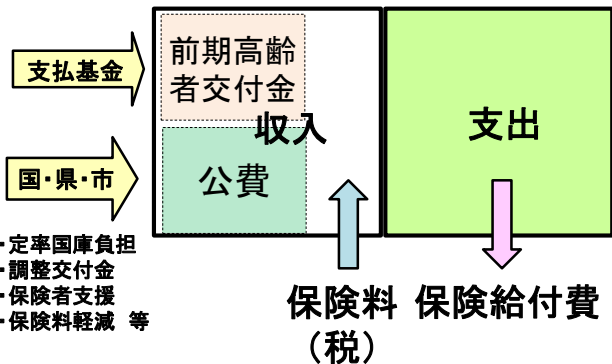 支払基金
前期高齢
者交付金
収入
支出
国・県・市
公費
・定率国庫負担
・調整交付金
・保険者支援
・保険料軽減 等
保険料
（税）
保険給付費